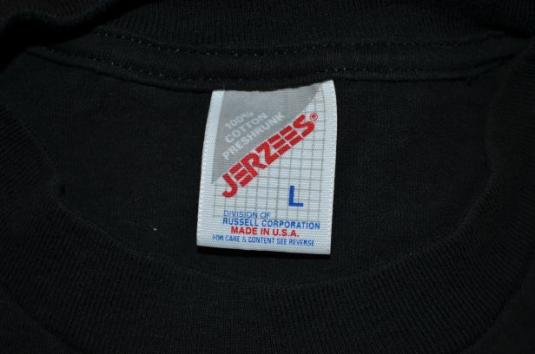 100%
COTTON
PRESHRUNK
JERZEES®
L
DIVISION OF
RUSSELL CORPORATION
MADE IN U.S.A.
FOR CARE & CONTENT SEE REVERSE